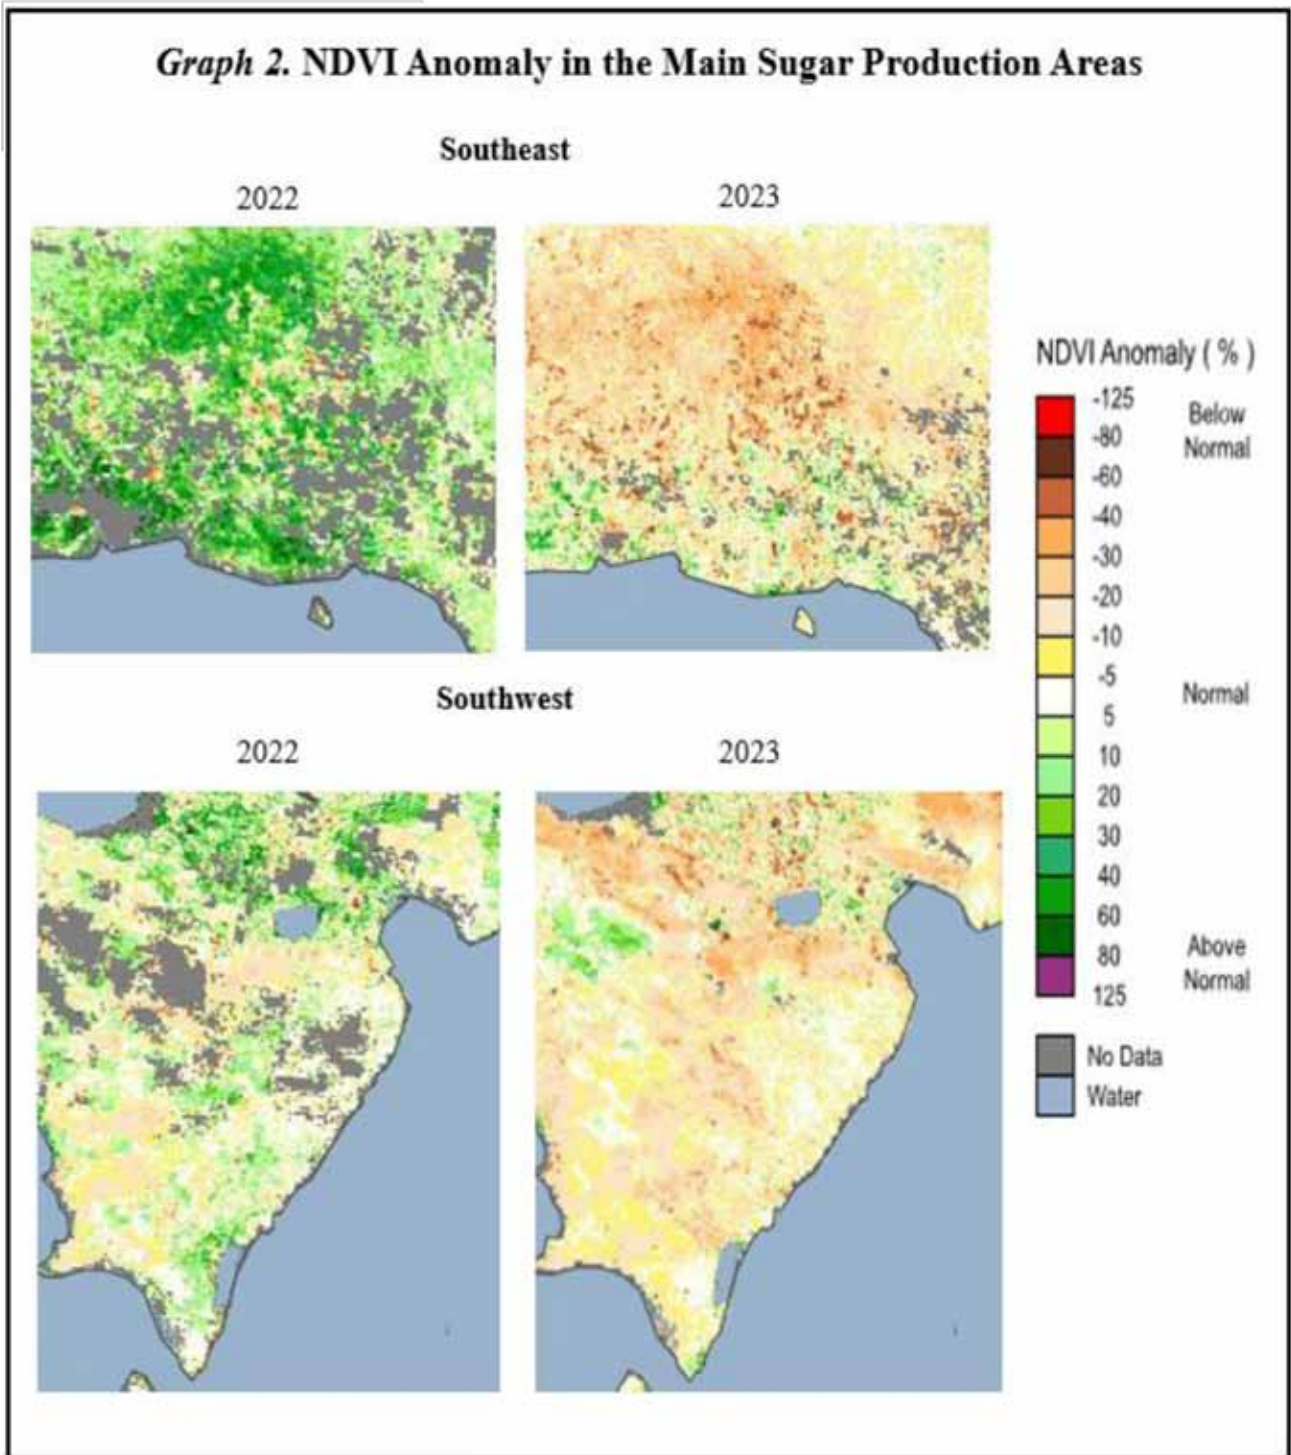 Graph 2. NDVI Anomaly in the Main Sugar Production Areas
Southeast
2022
2023
Southwest
2022
2023
NDVI Anomaly ( % )
-125
-80
-60
-40
-30
-20
-10
-5
5
10
20
30
40
60
80
125
Below
Normal
Normal
Above
Normal
No Data
Water